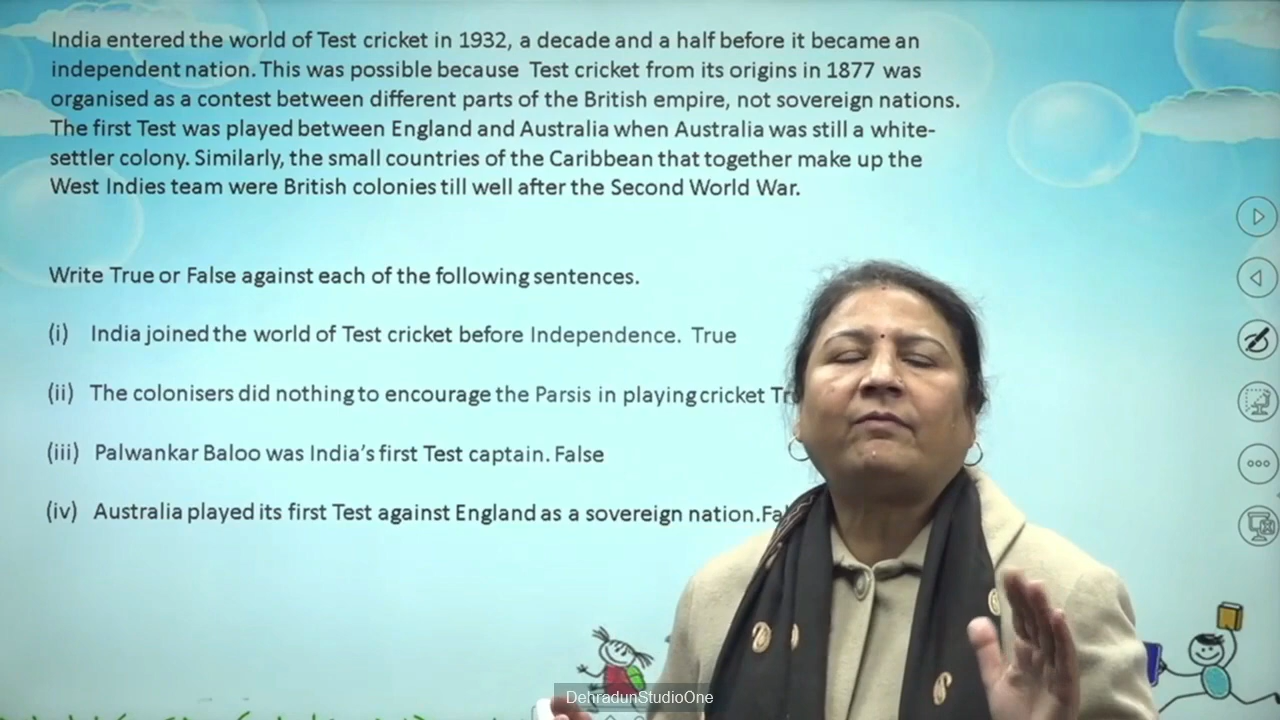 India entered the world of Test cricket in 1932, a decade and a half before it became an
independent nation. This was possible because Test cricket from its origins in 1877 was
organised as a contest between different parts of the British empire, not sovereign nations.
The first Test was played between England and Australia when Australia was still a white-
settler colony. Similarly, the small countries of the Caribbean that together make up the
West Indies team were British colonies till well after the Second World War.
Write True or False against each of the following sentences.
(i) India joined the world of Test cricket before Independence. True
(ii) The colonisers did nothing to encourage the Parsis in playing cricket
(iii) Palwankar Baloo was India's first Test captain. False
(iv) Australia played its first Test against England as a sovereign nation.
DehradunStudioOne